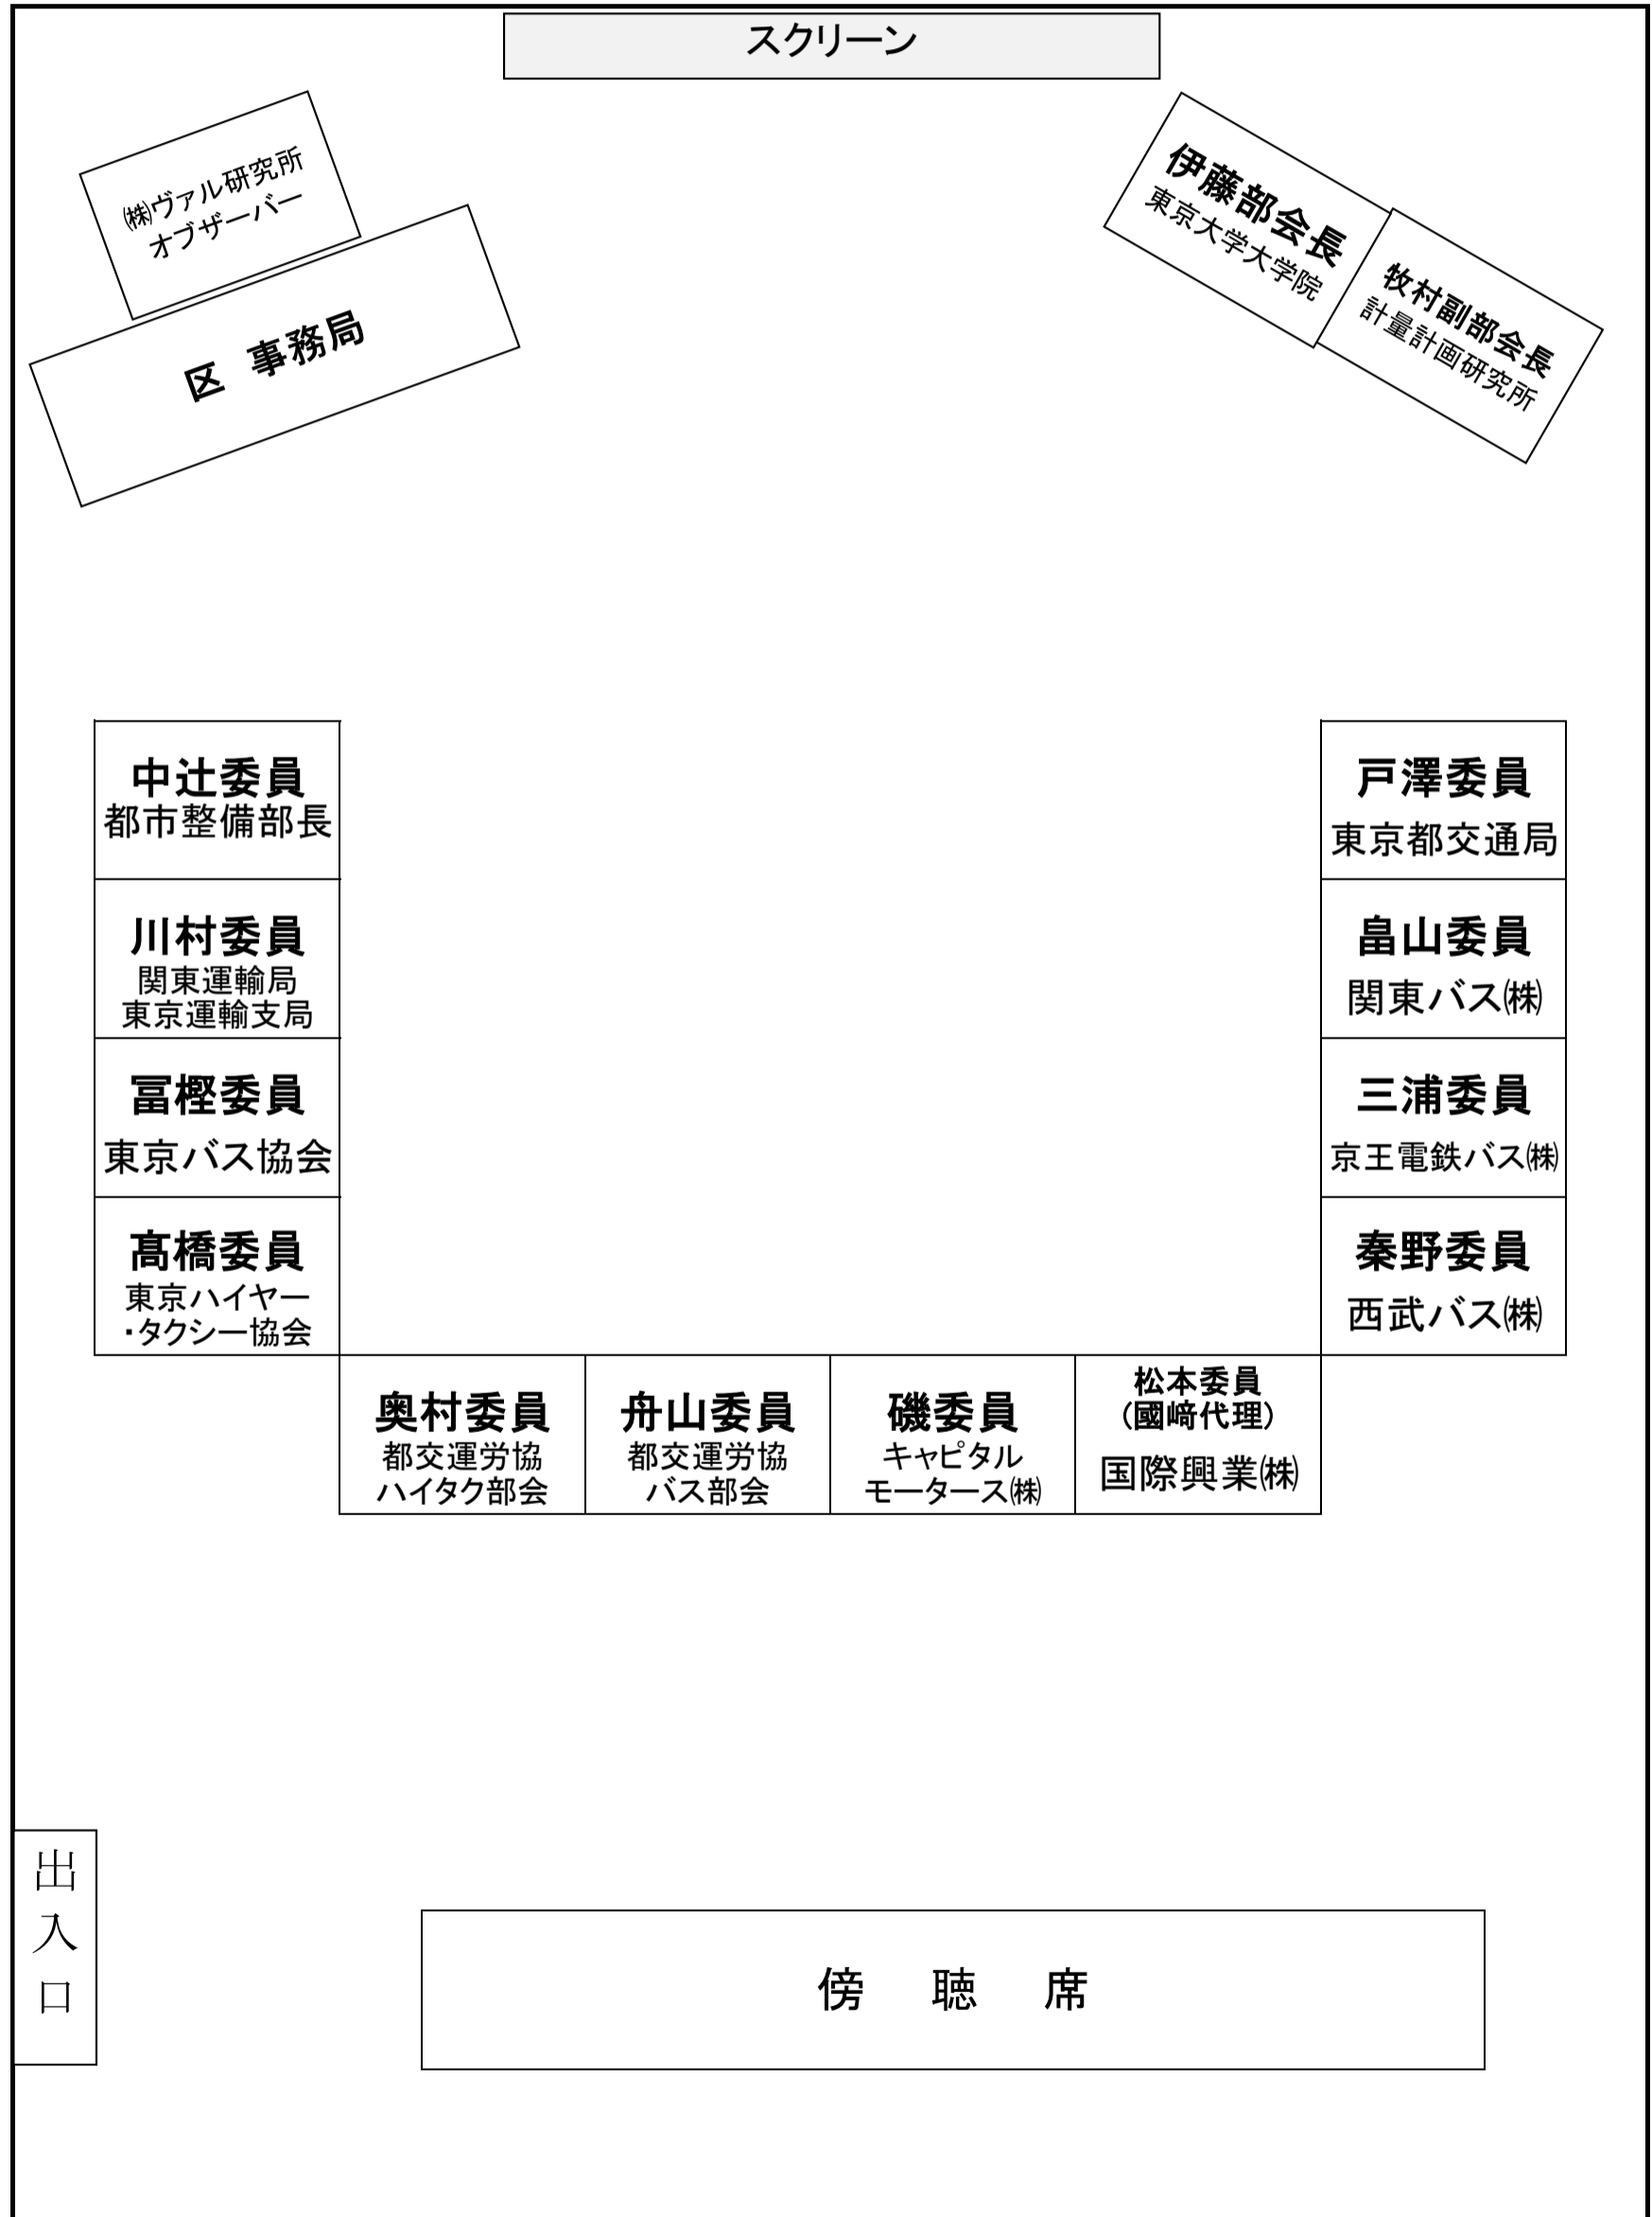 スクリーン
㈱ヴァル研究所
オブザーバー
区 事務局
伊藤部会長
東京大学大学院
牧村副部会長
計量計画研究所
中辻委員
都市整備部長
川村委員
関東運輸局
東京運輸支局
冨樫委員
東京バス協会
髙橋委員
東京ハイヤー
・タクシー協会
戸澤委員
東京都交通局
畠山委員
関東バス㈱
三浦委員
京王電鉄バス㈱
秦野委員
西武バス㈱
奥村委員
都交運労協
ハイタク部会
舟山委員
都交運労協
バス部会
磯委員
キャピタル
モータース㈱
松本委員
(國﨑代理)
国際興業㈱
出入口
傍 聴 席